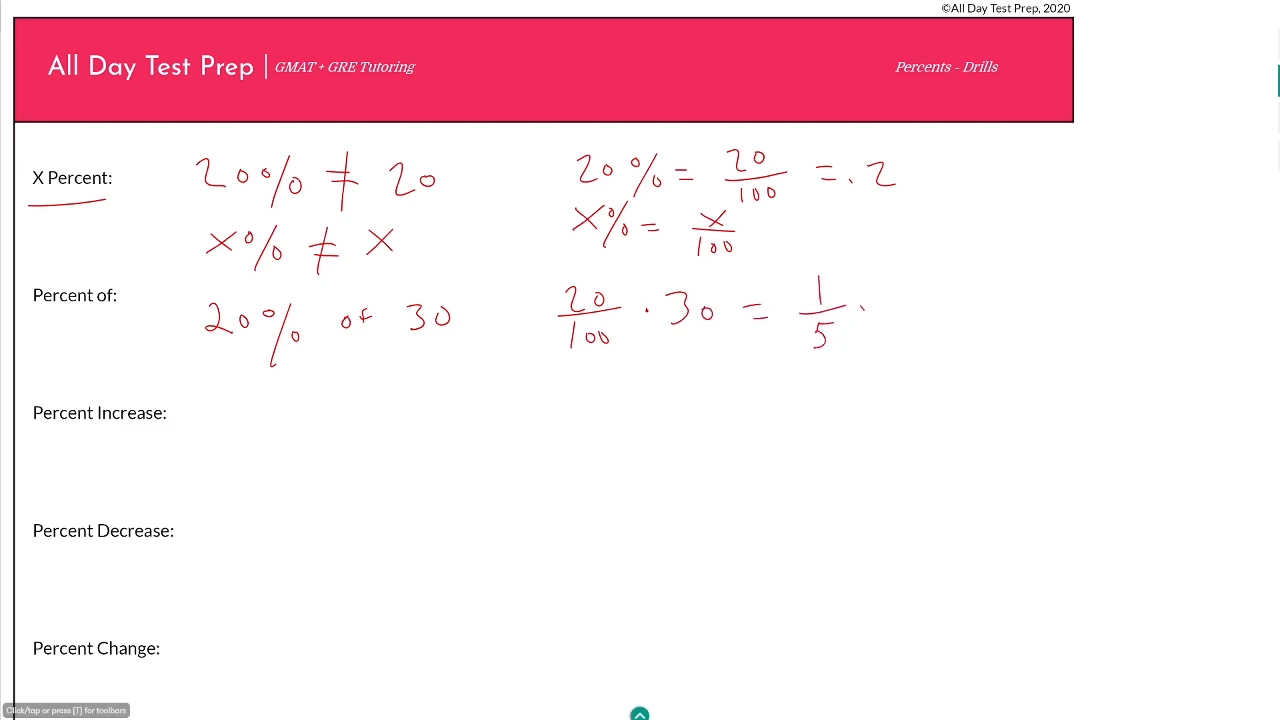 ©All Day Test Prep, 2020
All Day Test Prep | GMAT + GRE Tutoring
Percents - Drills
X Percent:
20% ≠ 20
20% = 20/100 = .2
x% ≠ x
x% = x/100
Percent of:
20% of 30
20/100 · 30 = 1/5 ·
Percent Increase:
Percent Decrease:
Percent Change:
Click/tap or press [T] for toolbars